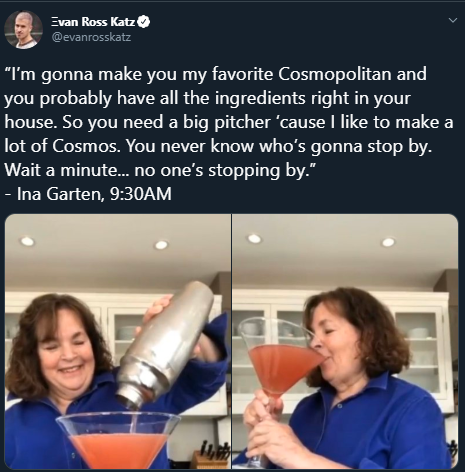 Ξvan Ross Katz
@evanrosskatz
"I'm gonna make you my favorite Cosmopolitan and
you probably have all the ingredients right in your
house. So you need a big pitcher ‘cause I like to make a
lot of Cosmos. You never know who's gonna stop by.
Wait a minute... no one's stopping by."
- Ina Garten, 9:30AM